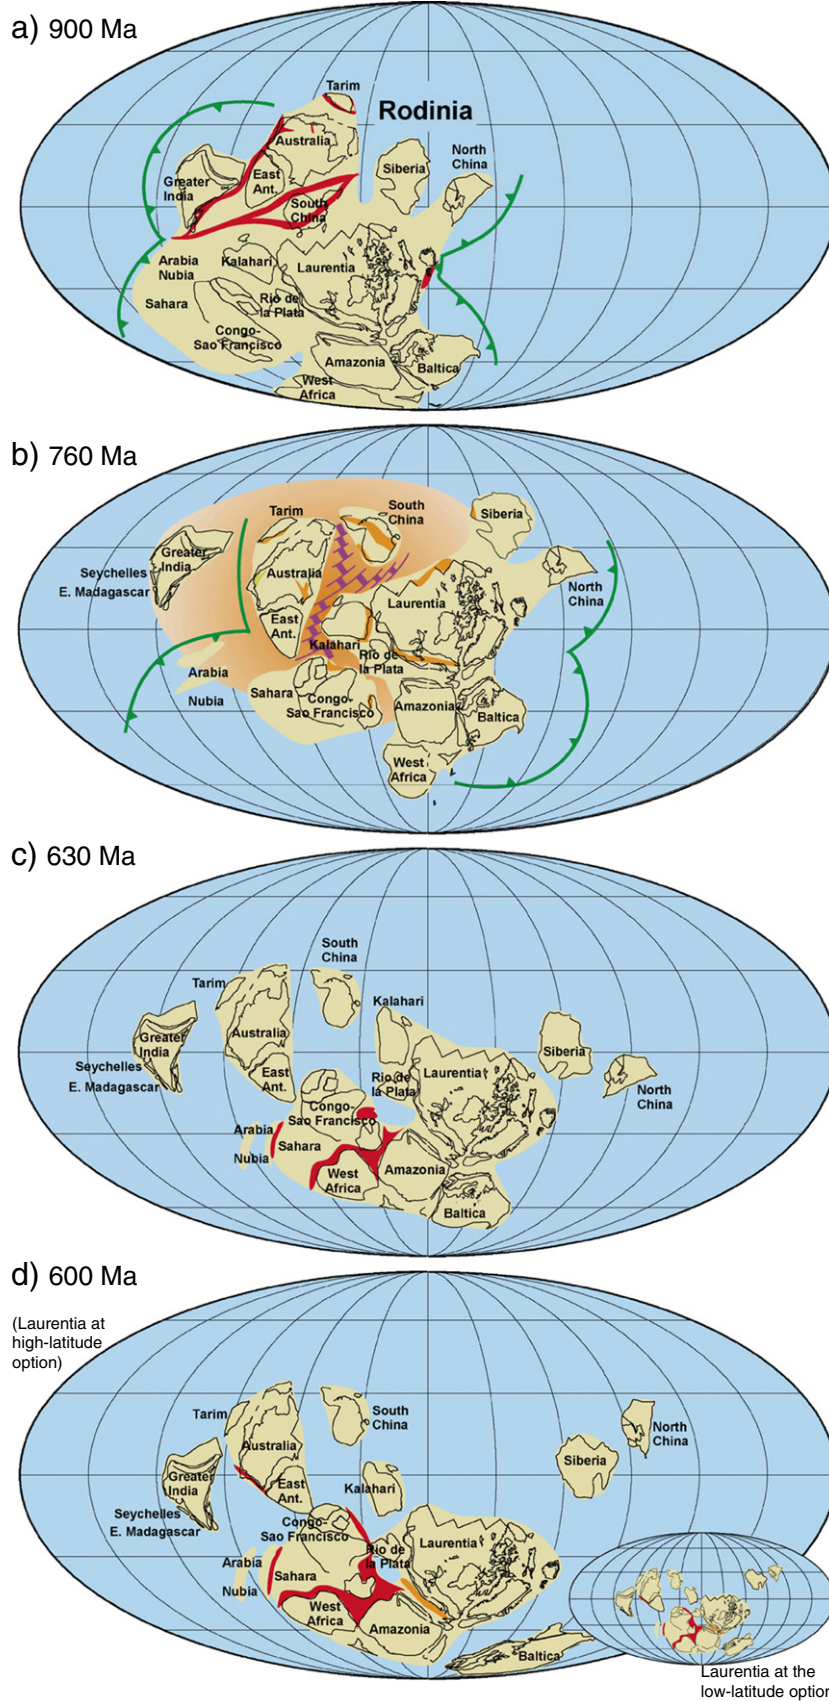 a) 900 Ma
Tarim
Rodinia
Australia
North
China
Siberia
Greater
India
East
Ant.
South
China
Arabia
Nubia
Kalahari
Laurentia
Sahara
Rio de
la Plata
Congo-
Sao Francisco
Amazonia
Baltica
West
Africa
b) 760 Ma
Tarim
South
China
Siberia
Greater
India
Seychelles
E. Madagascar
Australia
North
China
Laurentia
East
Ant.
Kalahari
Rio de
la Plata
Arabia
Nubia
Sahara
Congo-
Sao Francisco
Amazonia
Baltica
West
Africa
c) 630 Ma
South
China
Tarim
Kalahari
Greater
India
Australia
Siberia
Seychelles
E. Madagascar
East
Ant.
Rio de
la Plata
Laurentia
North
China
Congo-
Sao Francisco
Arabia
Nubia
Sahara
West
Africa
Amazonia
Baltica
d) 600 Ma
(Laurentia at
high-latitude
option)
Tarim
South
China
North
China
Australia
Siberia
Greater
India
East
Ant.
Kalahari
Seychelles
E. Madagascar
Congo-
Sao Francisco
Laurentia
Rio de
la Plata
Arabia
Nubia
Sahara
West
Africa
Amazonia
Baltica
Laurentia at the
low-latitude option